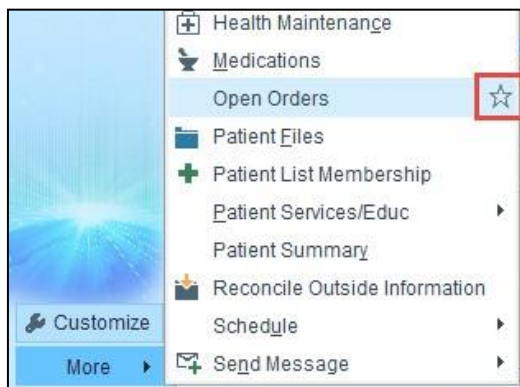 Health Maintenance
Medications
Open Orders
Patient Files
Patient List Membership
Patient Services/Educ
Patient Summary
Reconcile Outside Information
Customize
Schedule
More
Send Message